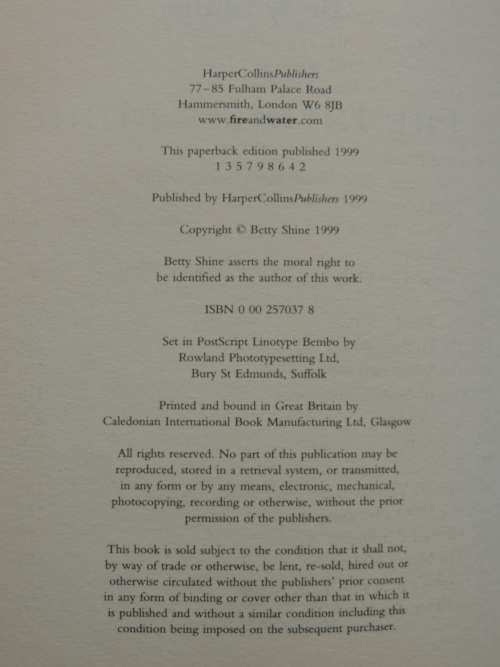 HarperCollinsPublishers
77–85 Fulham Palace Road
Hammersmith, London W6 8JB
www.fireandwater.com
This paperback edition published 1999
1 3 5 7 9 8 6 4 2
Published by HarperCollinsPublishers 1999
Copyright © Betty Shine 1999
Betty Shine asserts the moral right to
be identified as the author of this work.
ISBN 0 00 257037 8
Set in PostScript Linotype Bembo by
Rowland Phototypesetting Ltd,
Bury St Edmunds, Suffolk
Printed and bound in Great Britain by
Caledonian International Book Manufacturing Ltd, Glasgow
All rights reserved. No part of this publication may be
reproduced, stored in a retrieval system, or transmitted,
in any form or by any means, electronic, mechanical,
photocopying, recording or otherwise, without the prior
permission of the publishers.
This book is sold subject to the condition that it shall not,
by way of trade or otherwise, be lent, re-sold, hired out or
otherwise circulated without the publishers' prior consent
in any form of binding or cover other than that in which it
is published and without a similar condition including this
condition being imposed on the subsequent purchaser.